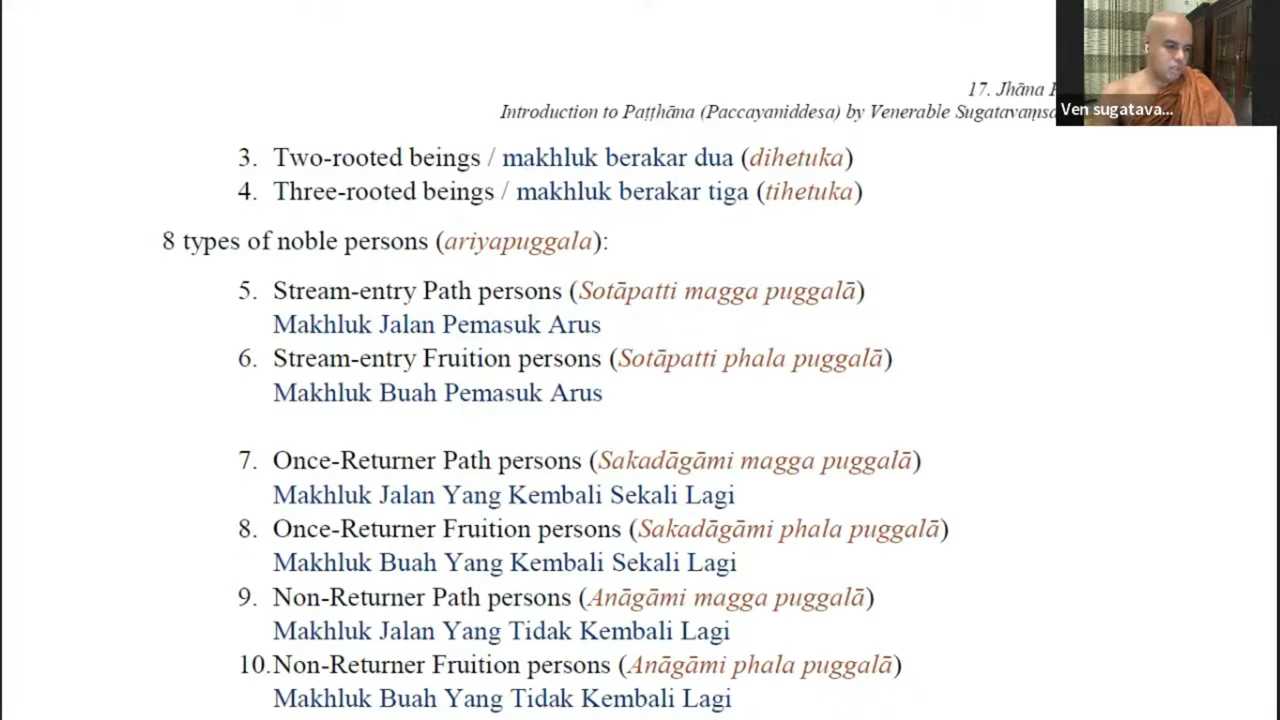 17. Jhāna
Introduction to Paṭṭhāna (Paccayaniddesa) by Venerable Sugatavaṃsa
Ven sugatava...
3. Two-rooted beings / makhluk berakar dua (dihetuka)
4. Three-rooted beings / makhluk berakar tiga (tihetuka)
8 types of noble persons (ariyapuggala):
5. Stream-entry Path persons (Sotāpatti magga puggalā)
Makhluk Jalan Pemasuk Arus
6. Stream-entry Fruition persons (Sotāpatti phala puggalā)
Makhluk Buah Pemasuk Arus
7. Once-Returner Path persons (Sakadāgāmi magga puggalā)
Makhluk Jalan Yang Kembali Sekali Lagi
8. Once-Returner Fruition persons (Sakadāgāmi phala puggalā)
Makhluk Buah Yang Kembali Sekali Lagi
9. Non-Returner Path persons (Anāgāmi magga puggalā)
Makhluk Jalan Yang Tidak Kembali Lagi
10.Non-Returner Fruition persons (Anāgāmi phala puggalā)
Makhluk Buah Yang Tidak Kembali Lagi